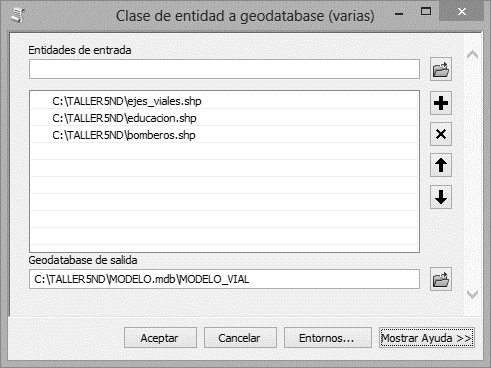 Clase de entidad a geodatabase (varias)
Entidades de entrada
C:\TALLER5ND\ejes_viales.shp
C:\TALLER5ND\educacion.shp
C:\TALLER5ND\bomberos.shp
Geodatabase de salida
C:\TALLER5ND\MODELO.mdb\MODELO_VIAL
Aceptar
Cancelar
Entornos...
Mostrar Ayuda >>